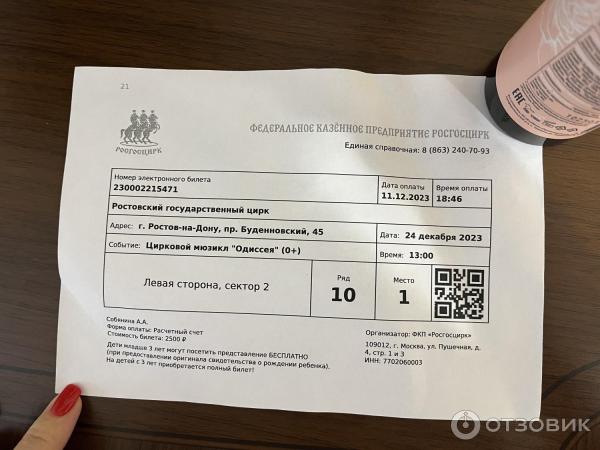 21
РОСГОСЦИРК
ФЕДЕРАЛЬНОЕ КАЗЁННОЕ ПРЕДПРИЯТИЕ РОСГОСЦИРК
Единая справочная: 8 (863) 240-70-93
Номер электронного билета
230002215471
Дата оплаты
11.12.2023
Время оплаты
18:46
Ростовский государственный цирк
Адрес: г. Ростов-на-Дону, пр. Буденновский, 45
Дата: 24 декабря 2023
Событие: Цирковой мюзикл "Одиссея" (0+)
Время: 13:00
Левая сторона, сектор 2
Ряд
10
Место
1
Собянина А.А.
Форма оплаты: Расчетный счет
Стоимость билета: 2500 ₽
Дети младше 3 лет могут посетить представление БЕСПЛАТНО
(при предоставлении оригинала свидетельства о рождении ребенка).
На детей с 3 лет приобретается полный билет!
Организатор: ФКП «Росгосцирк»
109012, г. Москва, ул. Пушечная, д.
4, стр. 1 и 3
ИНН: 7702060003
EAC
ОТЗОВИК